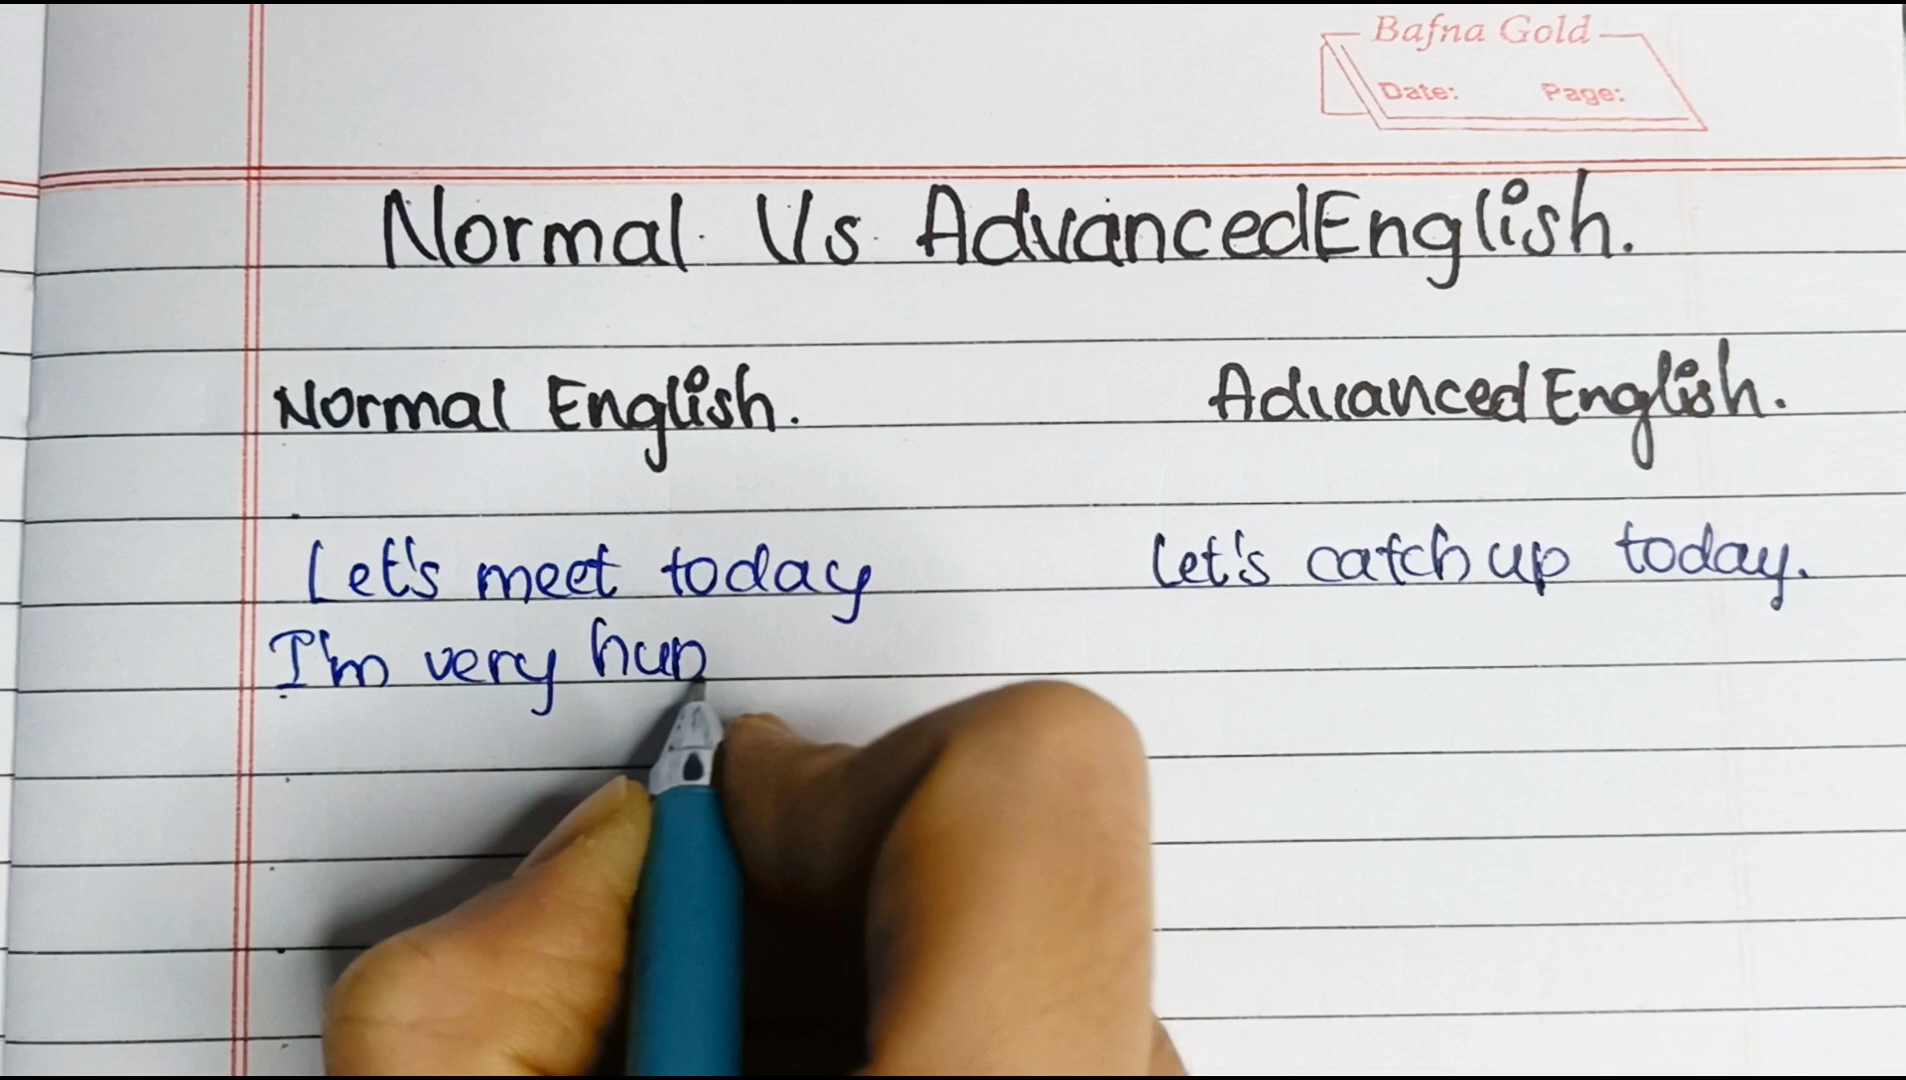 Bafna Gold
Date: Page:
Normal Vs AdvancedEnglish.
Normal English. Advanced English.
Let's meet today Let's catch up today.
I'm very hun